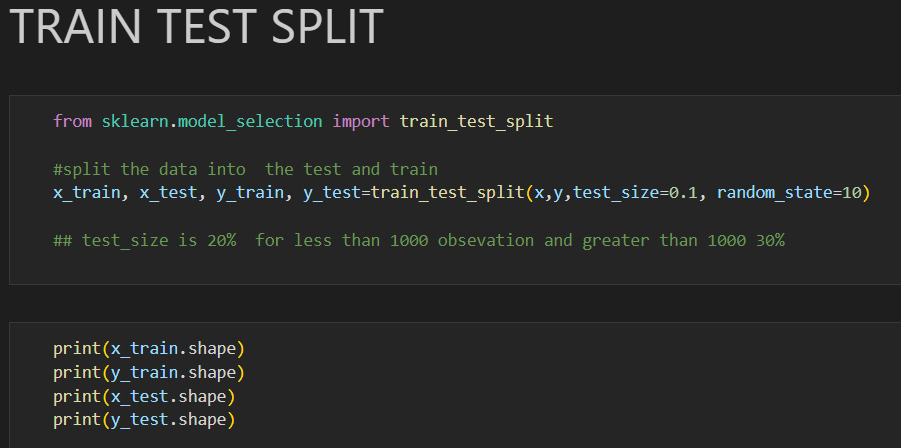 TRAIN TEST SPLIT
from sklearn.model_selection import train_test_split
#split the data into  the test and train
x_train, x_test, y_train, y_test=train_test_split(x,y,test_size=0.1, random_state=10)
## test_size is 20%  for less than 1000 obsevation and greater than 1000 30%
print(x_train.shape)
print(y_train.shape)
print(x_test.shape)
print(y_test.shape)